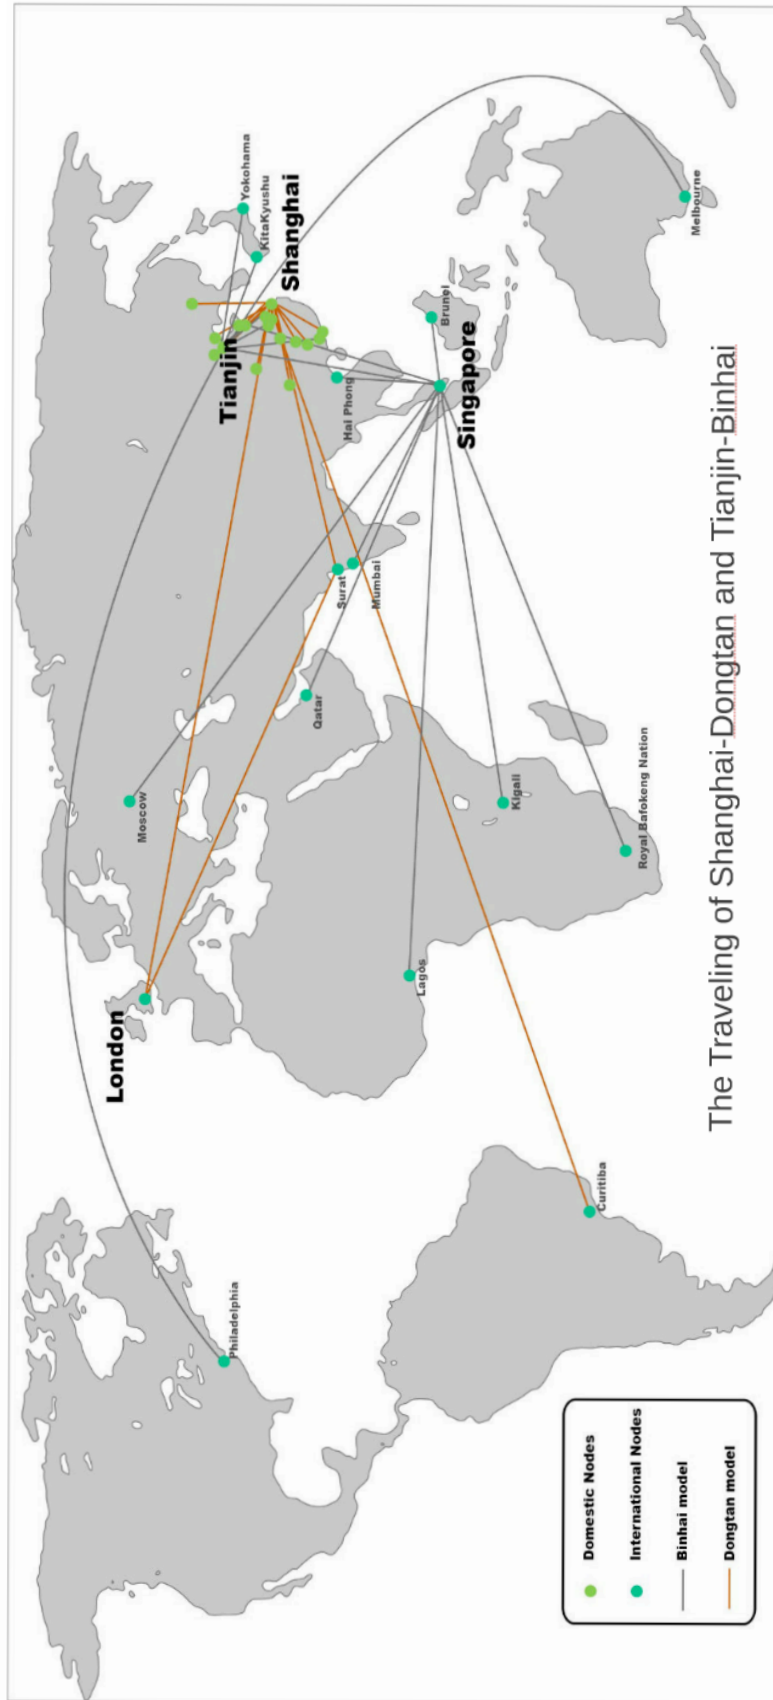 Philadelphia
Curitiba
London
Lagos
Moscow
Royal Bafokeng Nation
Kigali
Qatar
Surat
Mumbai
Tianjin
Hai Phong
Singapore
Brunei
Shanghai
KitaKyushu
Yokohama
Melbourne
Domestic Nodes
International Nodes
Binhai model
Dongtan model
The Traveling of Shanghai-Dongtan and Tianjin-Binhai